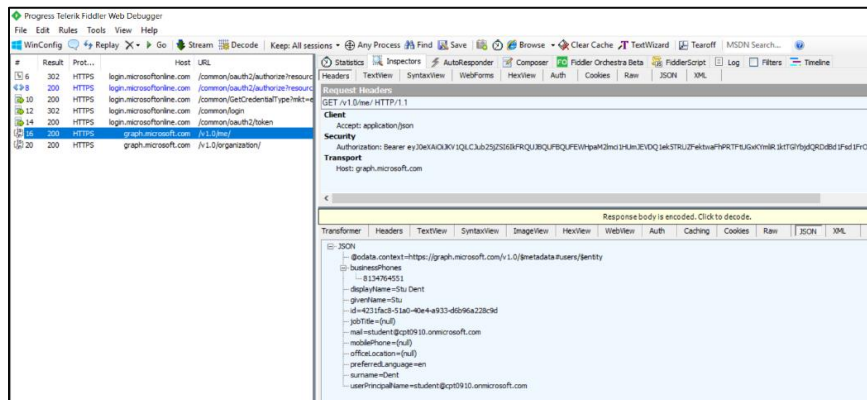 Progress Telerik Fiddler Web Debugger
File Edit Rules Tools View Help
WinConfig Replay Go Stream Decode Keep: All sessions Any Process Find Save Browse Clear Cache TextWizard Tearoff MSDN Search...
Statistics Inspectors AutoResponder Composer FO Fiddler Orchestra Beta FiddlerScript Log Filters Timeline
# Result Prot... Host URL
6 302 HTTPS login.microsoftonline.com /common/oauth2/authorize?resourc
8 200 HTTPS login.microsoftonline.com /common/oauth2/authorize?resourc
10 200 HTTPS login.microsoftonline.com /common/GetCredentialType?mkt=e
12 302 HTTPS login.microsoftonline.com /common/login
14 200 HTTPS login.microsoftonline.com /common/oauth2/token
16 200 HTTPS graph.microsoft.com /v1.0/me/
20 200 HTTPS graph.microsoft.com /v1.0/organization/
Headers TextView SyntaxView WebForms HexView Auth Cookies Raw JSON XML
Request Headers
GET /v1.0/me/ HTTP/1.1
Client
Accept: application/json
Security
Authorization: Bearer
Transport
Host: graph.microsoft.com
Response body is encoded. Click to decode.
Transformer Headers TextView SyntaxView ImageView HexView WebView Auth Caching Cookies Raw JSON XML
JSON
@odata.context=https://graph.microsoft.com/v1.0/$metadata#users/$entity
businessPhones
8134764551
displayName=Stu Dent
givenName=Stu
id=4231fac8-51a0-40e4-a933-d6b96a228c9d
jobTitle=(null)
mail=student@cpt0910.onmicrosoft.com
mobilePhone=(null)
officeLocation=(null)
preferredLanguage=en
surname=Dent
userPrincipalName=student@cpt0910.onmicrosoft.com